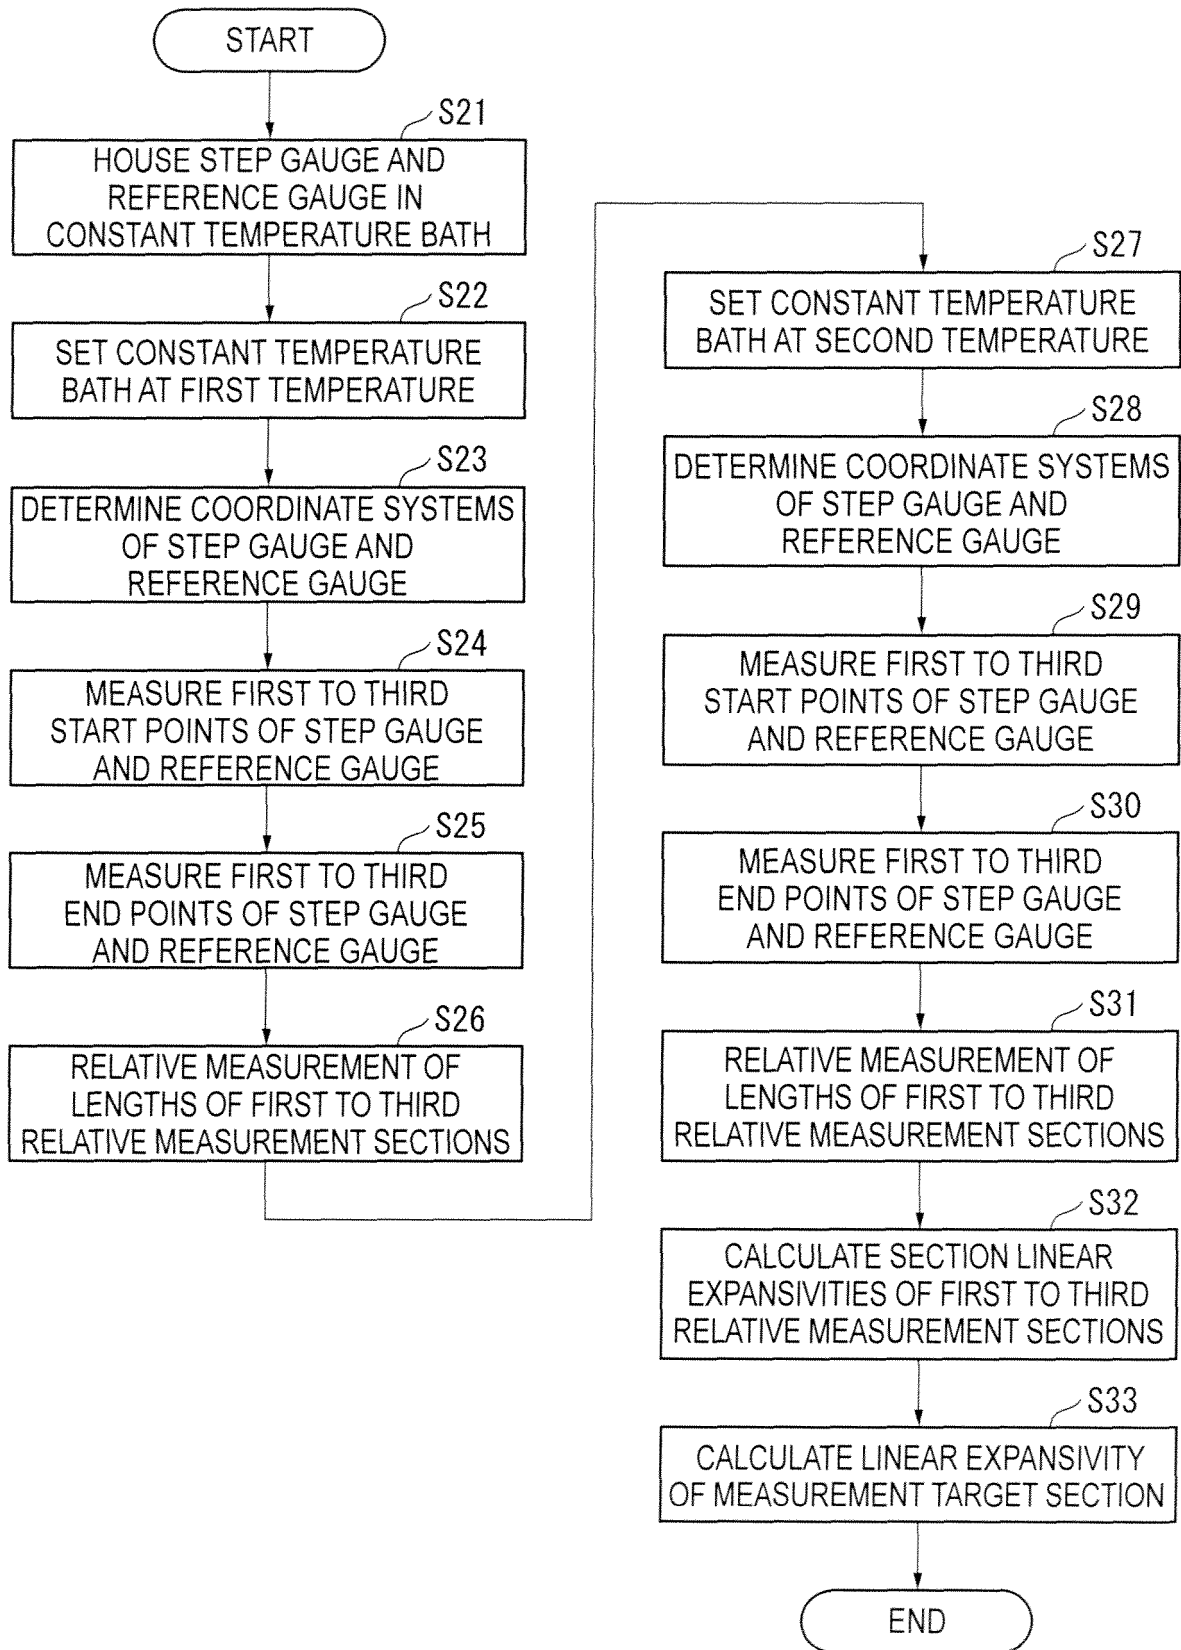 START
S21
HOUSE STEP GAUGE AND
REFERENCE GAUGE IN
CONSTANT TEMPERATURE BATH
S22
SET CONSTANT TEMPERATURE
BATH AT FIRST TEMPERATURE
S23
DETERMINE COORDINATE SYSTEMS
OF STEP GAUGE AND
REFERENCE GAUGE
S24
MEASURE FIRST TO THIRD
START POINTS OF STEP GAUGE
AND REFERENCE GAUGE
S25
MEASURE FIRST TO THIRD
END POINTS OF STEP GAUGE
AND REFERENCE GAUGE
S26
RELATIVE MEASUREMENT OF
LENGTHS OF FIRST TO THIRD
RELATIVE MEASUREMENT SECTIONS
S27
SET CONSTANT TEMPERATURE
BATH AT SECOND TEMPERATURE
S28
DETERMINE COORDINATE SYSTEMS
OF STEP GAUGE AND
REFERENCE GAUGE
S29
MEASURE FIRST TO THIRD
START POINTS OF STEP GAUGE
AND REFERENCE GAUGE
S30
MEASURE FIRST TO THIRD
END POINTS OF STEP GAUGE
AND REFERENCE GAUGE
S31
RELATIVE MEASUREMENT OF
LENGTHS OF FIRST TO THIRD
RELATIVE MEASUREMENT SECTIONS
S32
CALCULATE SECTION LINEAR
EXPANSIVITIES OF FIRST TO THIRD
RELATIVE MEASUREMENT SECTIONS
S33
CALCULATE LINEAR EXPANSIVITY
OF MEASUREMENT TARGET SECTION
END